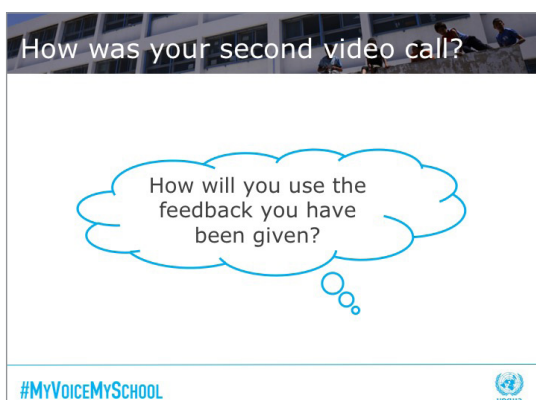 How was your second video call?
How will you use the
feedback you have
been given?
#MYVOICEMYSCHOOL